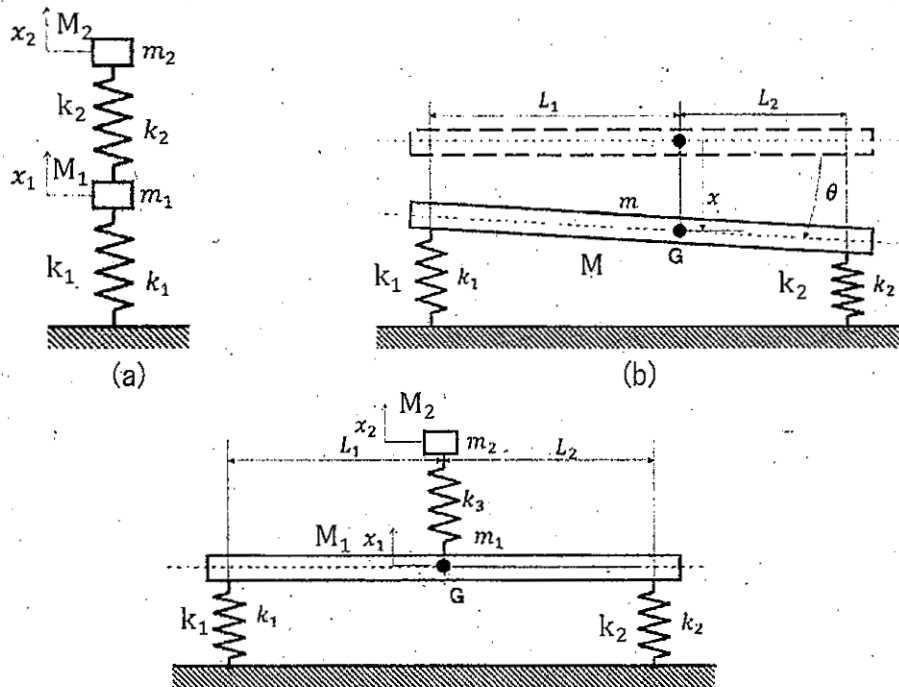 x₂ M₂
m₂
k₂
k₂
x₁ M₁
m₁
k₁ k₁
(a)
L₁ L₂
m x θ
G
k₁ k₁ M k₂ k₂
(b)
M₂
x₂ m₂
L₁ L₂
k₃
M₁ x₁ m₁
G
k₁ k₁ k₂ k₂